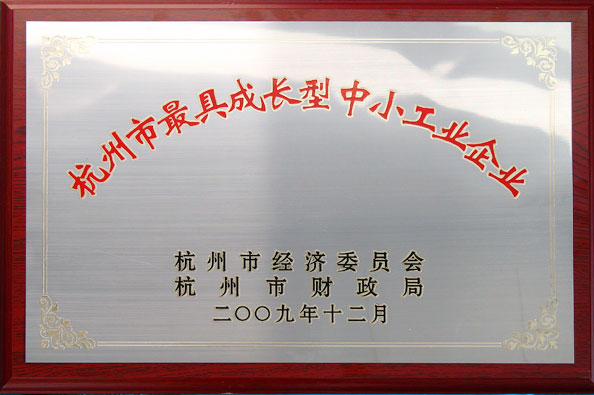 杭州市最具成长型中小工业企业
杭州市经济委员会
杭州市财政局
二〇〇九年十二月